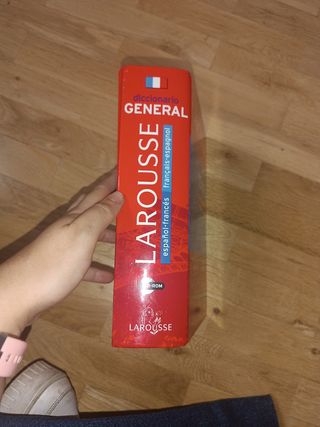 diccionario
GENERAL
LAROUSSE
français-espagnol
español-francés
LAROUSSE